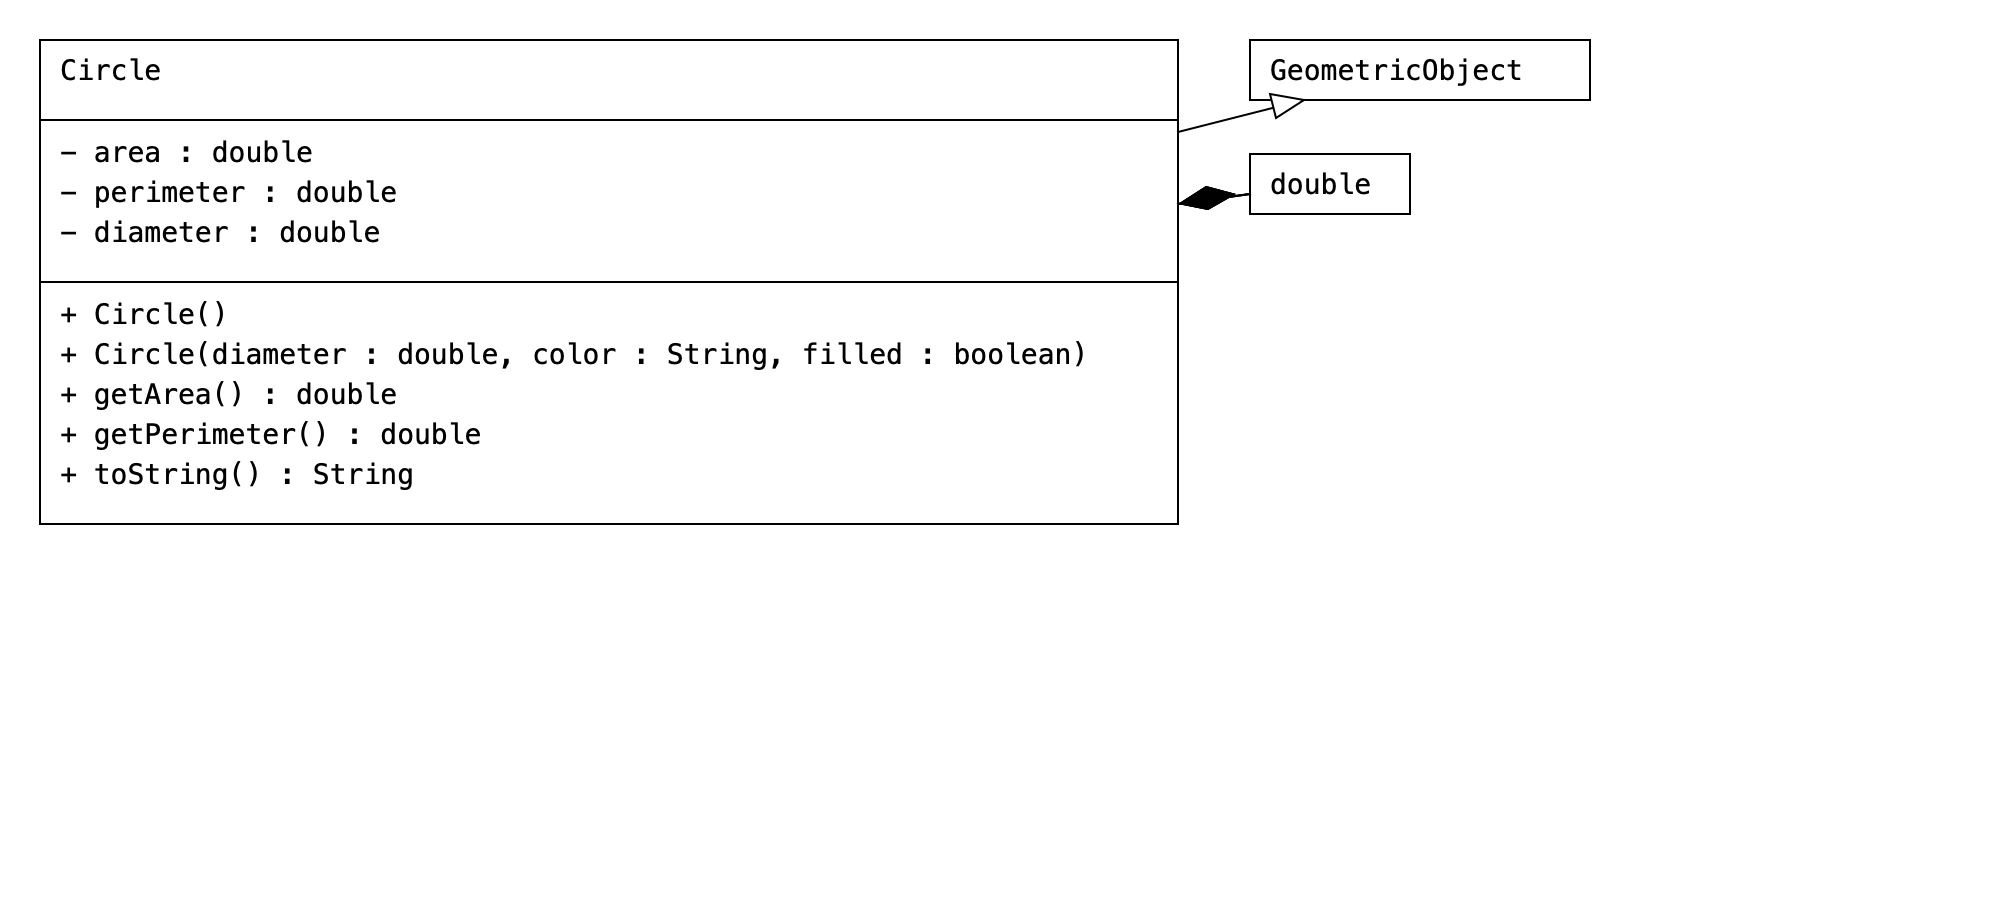 Circle
- area : double
- perimeter : double
- diameter : double
+ Circle()
+ Circle(diameter : double, color : String, filled : boolean)
+ getArea() : double
+ getPerimeter() : double
+ toString() : String
GeometricObject
double